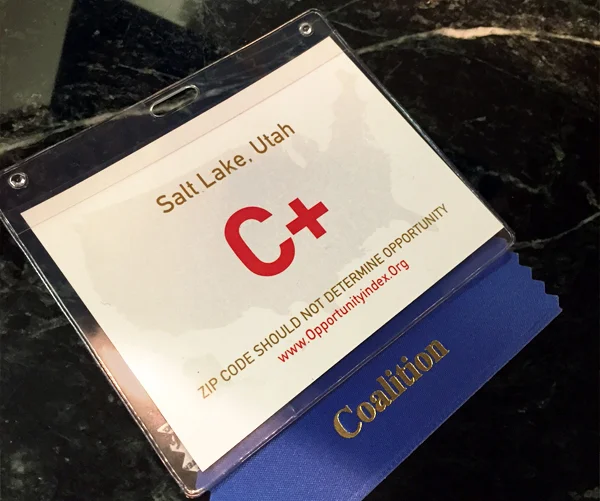 Salt Lake, Utah
C+
ZIP CODE SHOULD NOT DETERMINE OPPORTUNITY
www.Opportunityindex.Org
Coalition